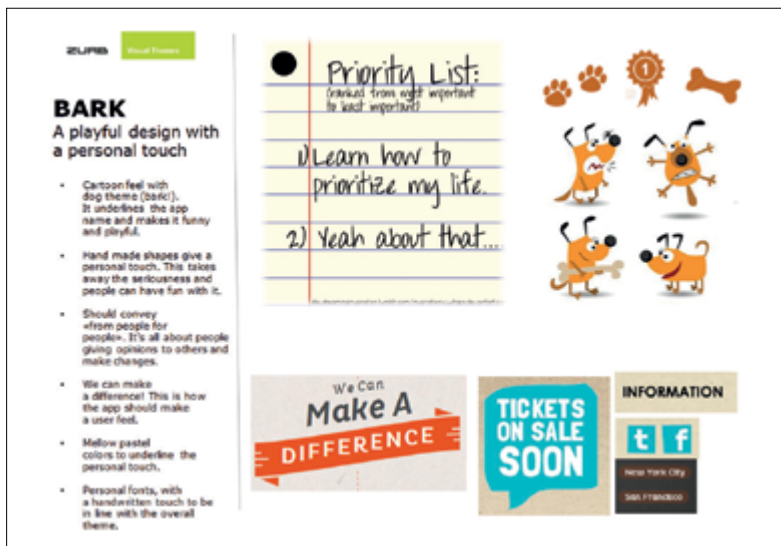 ZURB
Visual Themes
BARK
A playful design with
a personal touch
• Cartoon feel with
dog theme (bark!).
It underlines the app
name and makes it funny
and playful.
• Hand made shapes give a
personal touch. This takes
away the seriousness and
people can have fun with it.
• Should convey
«from people for
people». It's all about people
giving opinions to others and
make changes.
• We can make
a difference! This is how
the app should make
a user feel.
• Mellow pastel
colors to underline the
personal touch.
• Personal fonts, with
a handwritten touch to be
in line with the overall
theme.
Priority List:
(ranked from most important
to least important)
1) Learn how to
prioritize my life.
2) Yeah about that...
1
We Can
Make A
DIFFERENCE
TICKETS
ON SALE
SOON
INFORMATION
t f
New York City
San Francisco